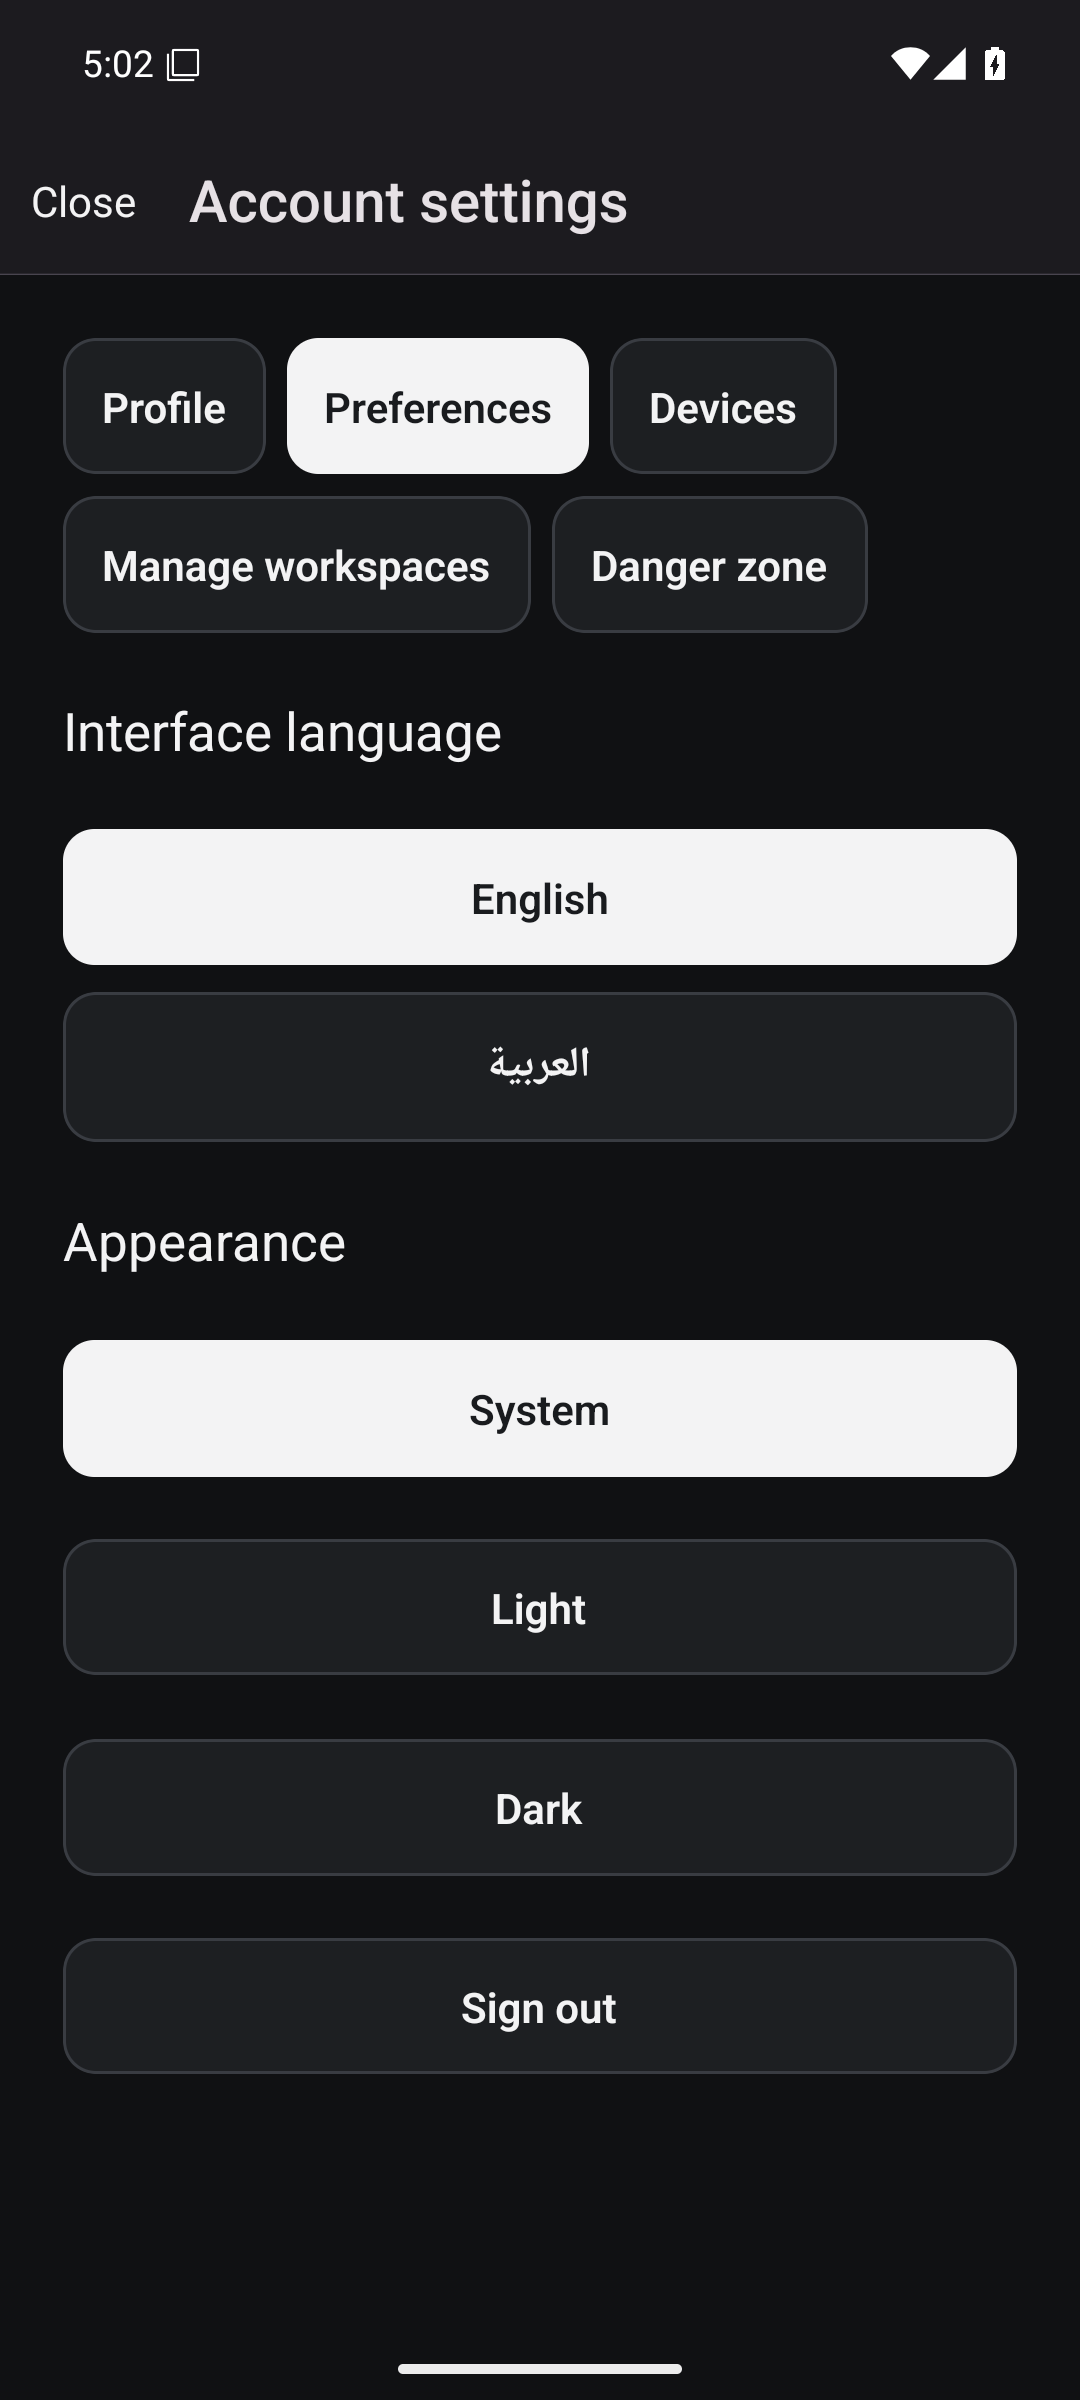 5:02
Close Account settings
Profile Preferences Devices
Manage workspaces Danger zone
Interface language
English
العربية
Appearance
System
Light
Dark
Sign out